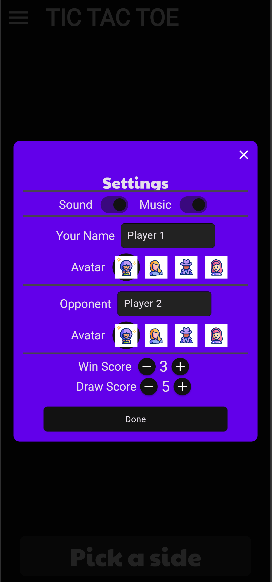 TIC TAC TOE
Settings
Sound Music
Your Name Player 1
Avatar
Opponent Player 2
Avatar
Win Score 3
Draw Score 5
Done
Pick a side